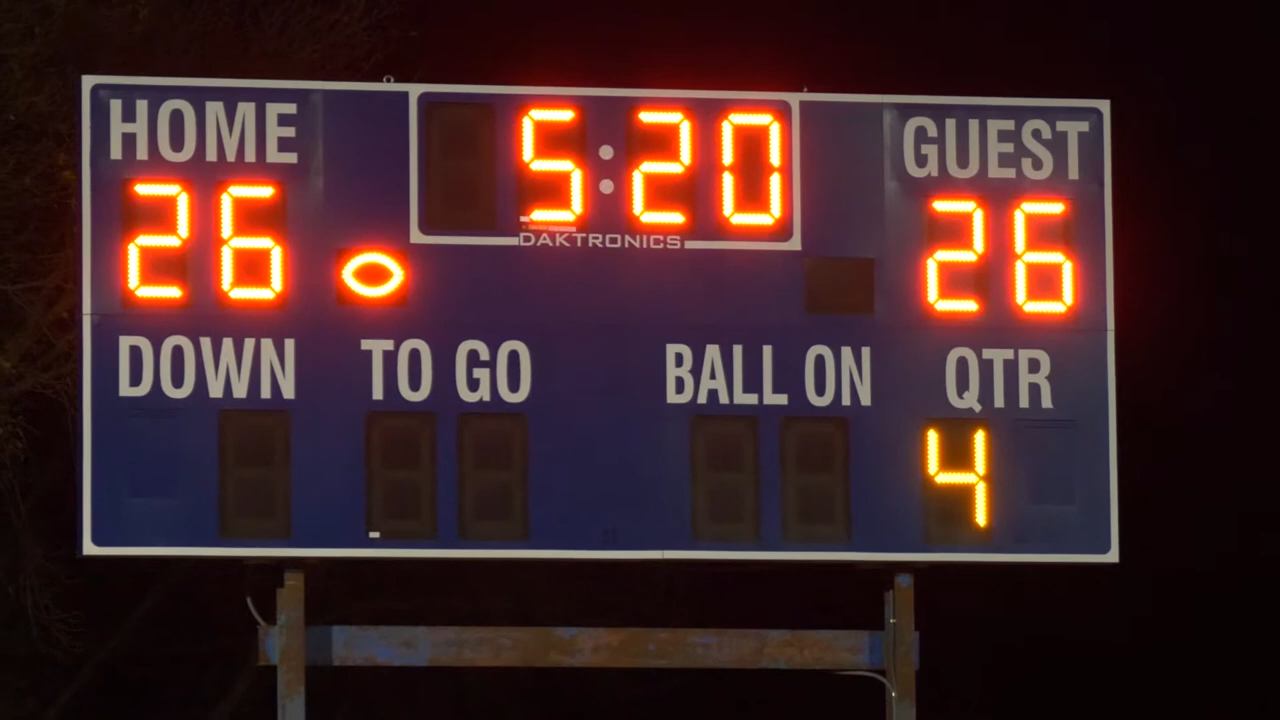 HOME 5:20 GUEST
26 26
DAKTRONICS
DOWN TO GO BALL ON QTR
4